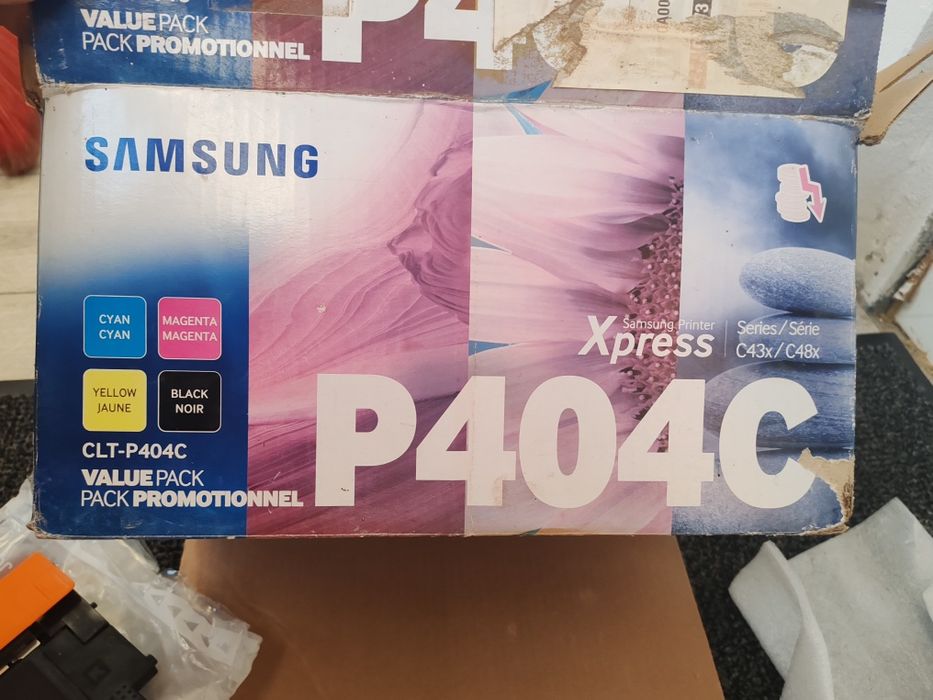 VALUE PACK
PACK PROMOTIONNEL
P4
SAMSUNG
CYAN
CYAN
MAGENTA
MAGENTA
YELLOW
JAUNE
BLACK
NOIR
Samsung Printer
Xpress
Series / Série
C43x / C48x
P404C
CLT-P404C
VALUE PACK
PACK PROMOTIONNEL